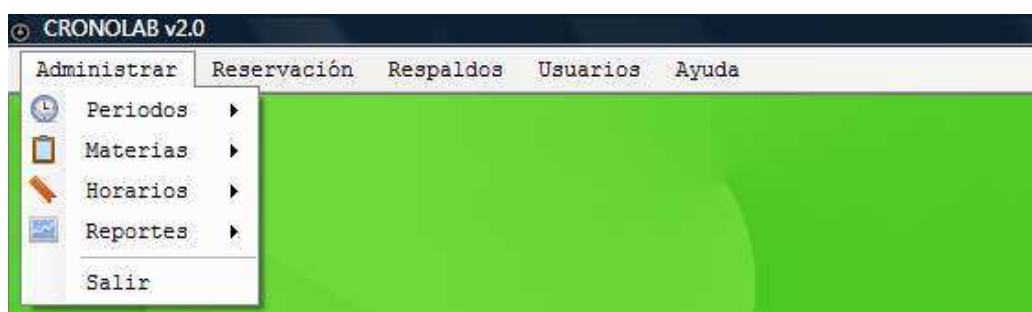 CRONOLAB v2.0
Administrar Reservación Respaldos Usuarios Ayuda
Periodos
Materias
Horarios
Reportes
Salir